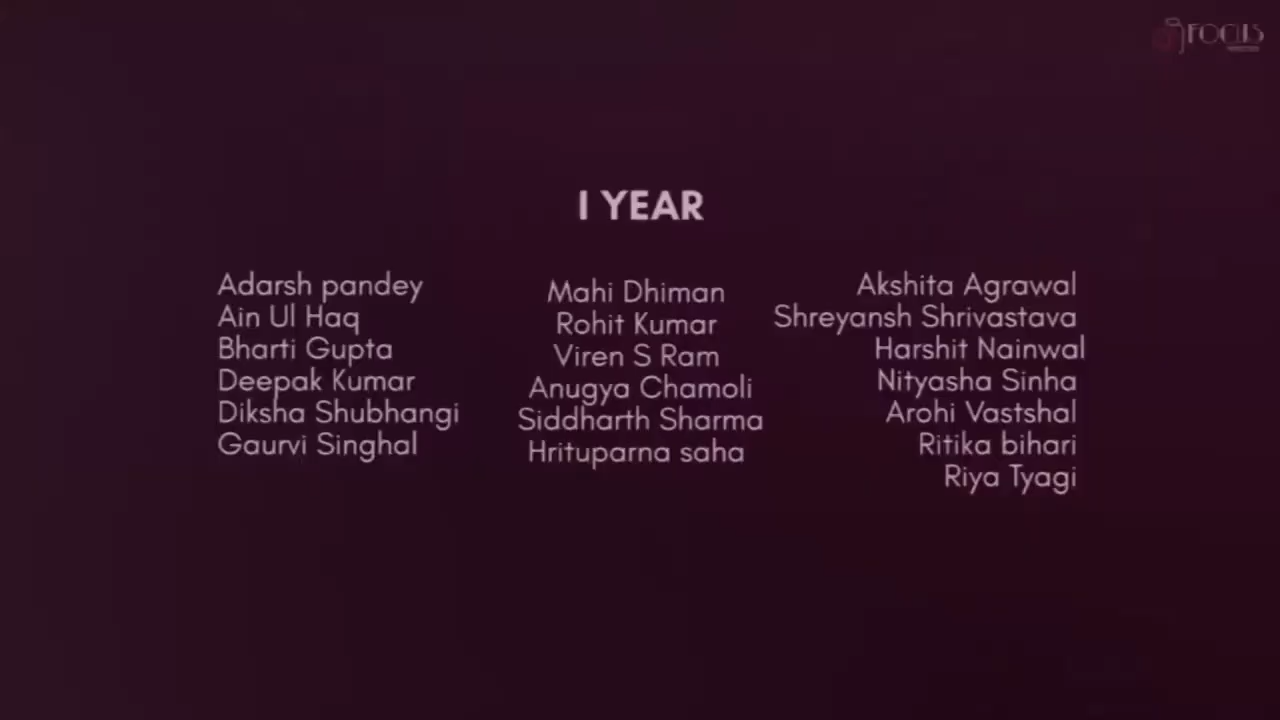 FOCUS
I YEAR
Adarsh pandey
Ain Ul Haq
Bharti Gupta
Deepak Kumar
Diksha Shubhangi
Gaurvi Singhal
Mahi Dhiman
Rohit Kumar
Viren S Ram
Anugya Chamoli
Siddharth Sharma
Hrituparna saha
Akshita Agrawal
Shreyansh Shrivastava
Harshit Nainwal
Nityasha Sinha
Arohi Vastshal
Ritika bihari
Riya Tyagi